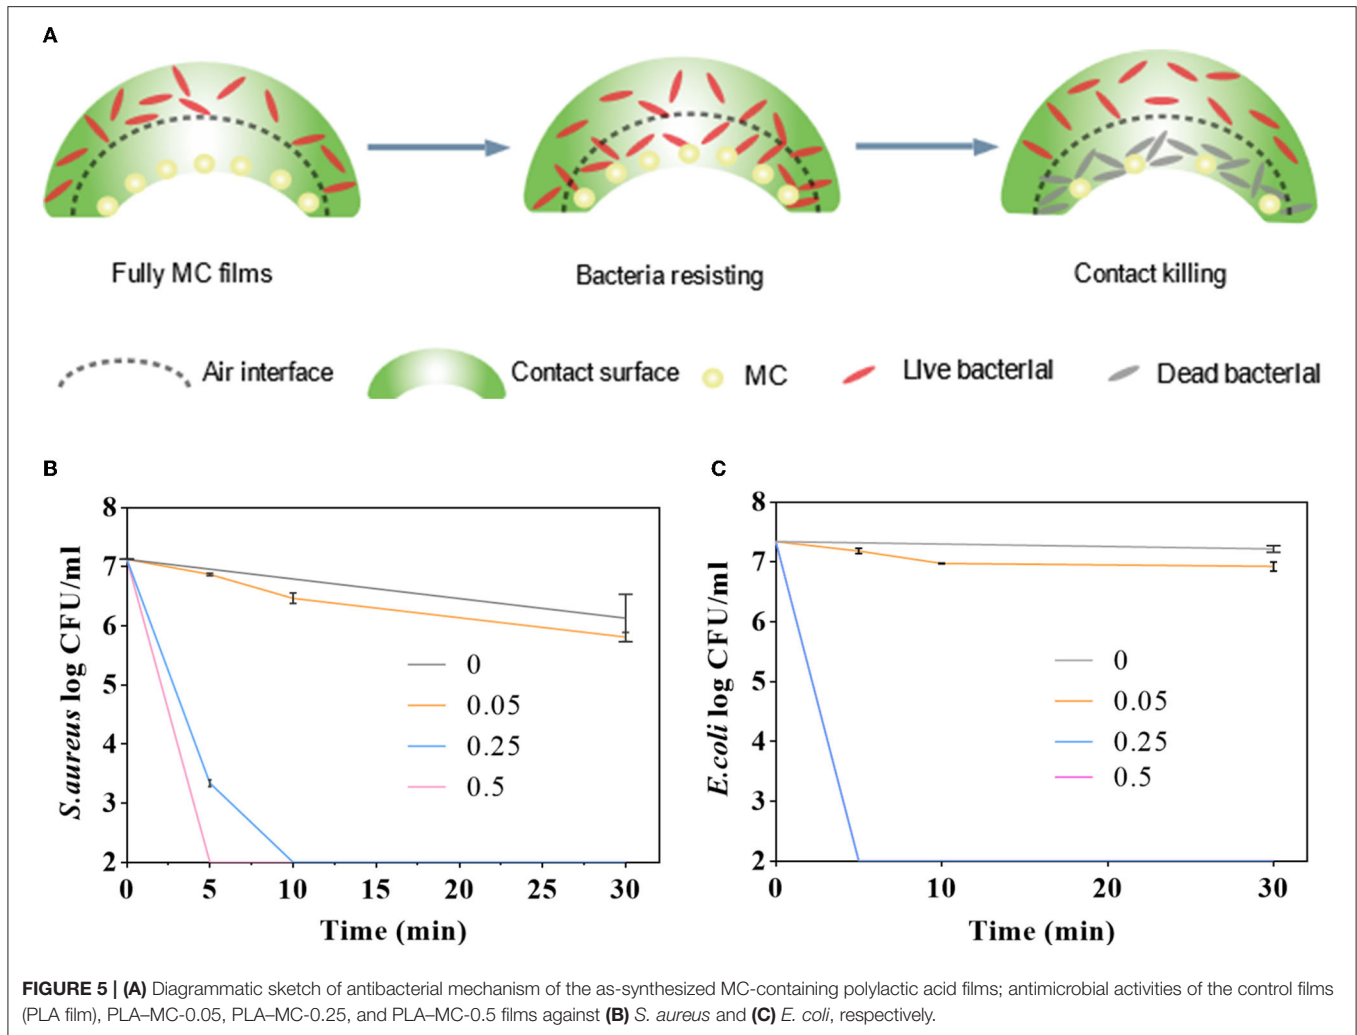 A
Fully MC films
Bacteria resisting
Contact killing
Air interface
Contact surface
MC
LIve bacterIal
Dead bacterIal
B
8
7
6
5
4
3
2
S.aureus log CFU/ml
0
0.05
0.25
0.5
0 5 10 15 20 25 30
Time (min)
C
8
7
6
5
4
3
2
E.coli log CFU/ml
0
0.05
0.25
0.5
0 10 20 30
Time (min)
FIGURE 5 | (A) Diagrammatic sketch of antibacterial mechanism of the as-synthesized MC-containing polylactic acid films; antimicrobial activities of the control films
(PLA film), PLA–MC-0.05, PLA–MC-0.25, and PLA–MC-0.5 films against (B) S. aureus and (C) E. coli, respectively.